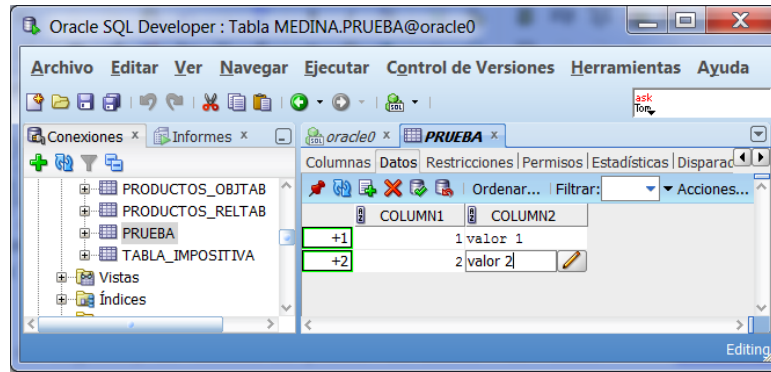 Oracle SQL Developer : Tabla MEDINA.PRUEBA@oracle0
Archivo Editar Ver Navegar Ejecutar Control de Versiones Herramientas Ayuda
ask
Tom
Conexiones Informes
oracle0 PRUEBA
Columnas Datos Restricciones Permisos Estadísticas Disparac
Ordenar... Filtrar: Acciones...
PRODUCTOS_OBJTAB
PRODUCTOS_RELTAB
PRUEBA
TABLA_IMPOSITIVA
Vistas
Índices
COLUMN1 COLUMN2
+1 1 valor 1
+2 2 valor 2
Editing